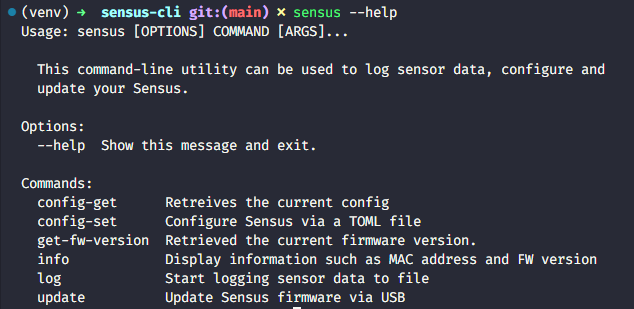 (venv) → sensus-cli git:(main) × sensus --help
Usage: sensus [OPTIONS] COMMAND [ARGS]...
This command-line utility can be used to log sensor data, configure and
update your Sensus.
Options:
--help  Show this message and exit.
Commands:
config-get      Retreives the current config
config-set      Configure Sensus via a TOML file
get-fw-version  Retrieved the current firmware version.
info            Display information such as MAC address and FW version
log             Start logging sensor data to file
update          Update Sensus firmware via USB